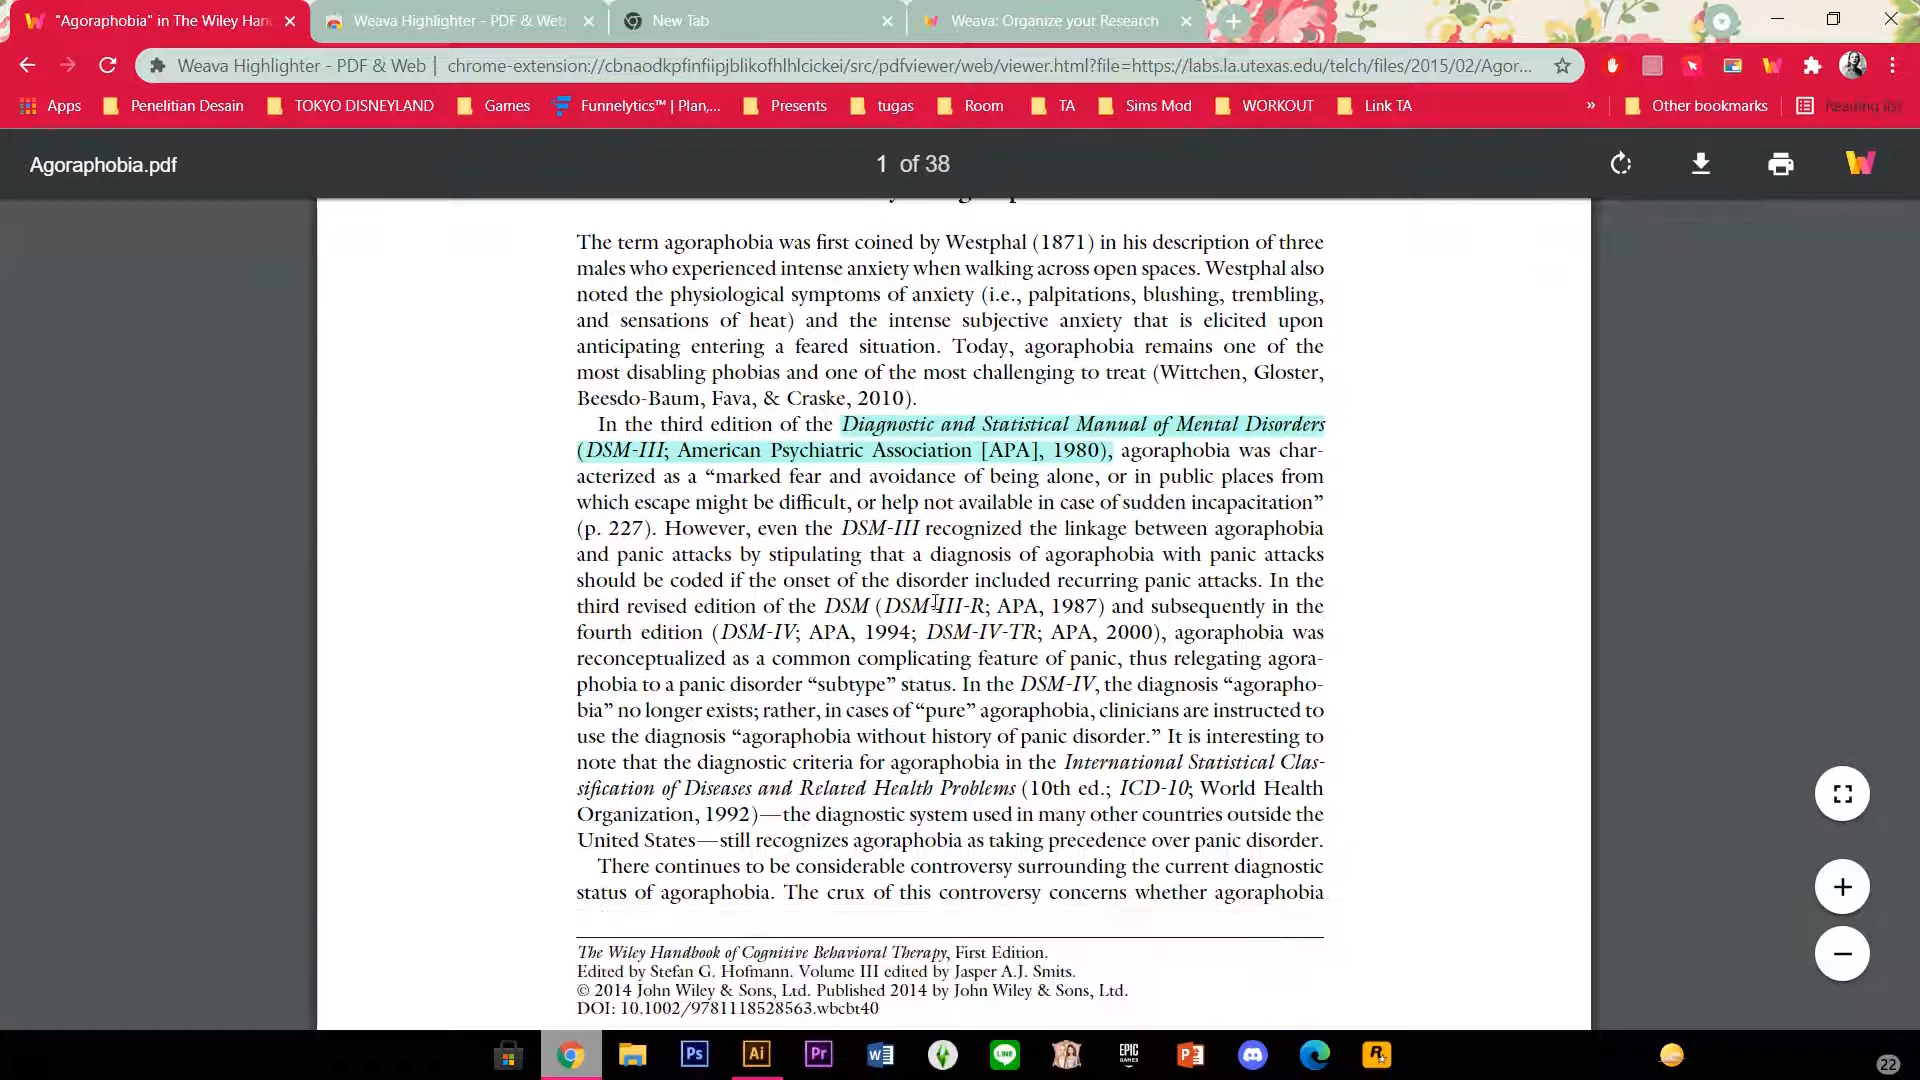 "Agoraphobia" in The Wiley Han
Weava Highlighter - PDF & Web
New Tab
Weava: Organize your Research
Weava Highlighter - PDF & Web | chrome-extension://cbnaodkpfinfiipjblikofhlhlcickei/src/pdfviewer/web/viewer.html?file=https://labs.la.utexas.edu/telch/files/2015/02/Agor...
Apps
Penelitian Desain
TOKYO DISNEYLAND
Games
Funnelytics™ | Plan,...
Presents
tugas
Room
TA
Sims Mod
WORKOUT
Link TA
»
Other bookmarks
Reading list
Agoraphobia.pdf
1 of 38
The term agoraphobia was first coined by Westphal (1871) in his description of three
males who experienced intense anxiety when walking across open spaces. Westphal also
noted the physiological symptoms of anxiety (i.e., palpitations, blushing, trembling,
and sensations of heat) and the intense subjective anxiety that is elicited upon
anticipating entering a feared situation. Today, agoraphobia remains one of the
most disabling phobias and one of the most challenging to treat (Wittchen, Gloster,
Beesdo-Baum, Fava, & Craske, 2010).
In the third edition of the Diagnostic and Statistical Manual of Mental Disorders
(DSM-III; American Psychiatric Association [APA], 1980), agoraphobia was char-
acterized as a “marked fear and avoidance of being alone, or in public places from
which escape might be difficult, or help not available in case of sudden incapacitation”
(p. 227). However, even the DSM-III recognized the linkage between agoraphobia
and panic attacks by stipulating that a diagnosis of agoraphobia with panic attacks
should be coded if the onset of the disorder included recurring panic attacks. In the
third revised edition of the DSM (DSM-III-R; APA, 1987) and subsequently in the
fourth edition (DSM-IV; APA, 1994; DSM-IV-TR; APA, 2000), agoraphobia was
reconceptualized as a common complicating feature of panic, thus relegating agora-
phobia to a panic disorder “subtype” status. In the DSM-IV, the diagnosis “agorapho-
bia” no longer exists; rather, in cases of “pure” agoraphobia, clinicians are instructed to
use the diagnosis “agoraphobia without history of panic disorder.” It is interesting to
note that the diagnostic criteria for agoraphobia in the International Statistical Clas-
sification of Diseases and Related Health Problems (10th ed.; ICD-10; World Health
Organization, 1992)—the diagnostic system used in many other countries outside the
United States—still recognizes agoraphobia as taking precedence over panic disorder.
There continues to be considerable controversy surrounding the current diagnostic
status of agoraphobia. The crux of this controversy concerns whether agoraphobia
The Wiley Handbook of Cognitive Behavioral Therapy, First Edition.
Edited by Stefan G. Hofmann. Volume III edited by Jasper A.J. Smits.
© 2014 John Wiley & Sons, Ltd. Published 2014 by John Wiley & Sons, Ltd.
DOI: 10.1002/9781118528563.wbcbt40
Ps
Ai
Pr
W
LINE
EPIC
GAMES
P
R
22